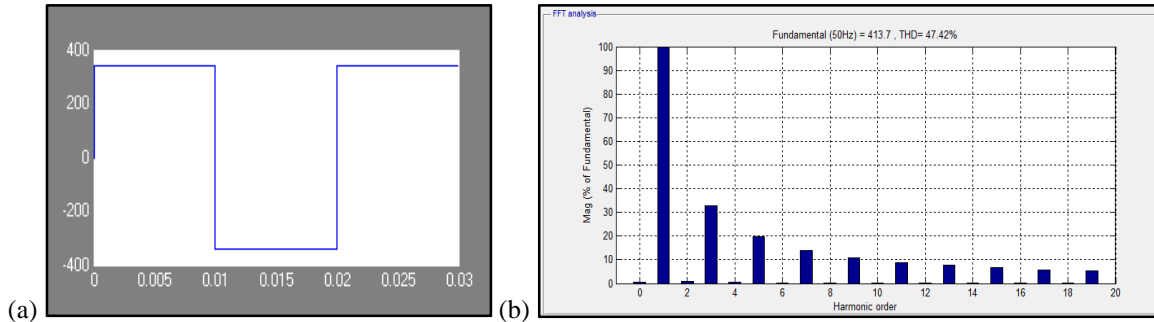 400
200
0
-200
-400
0 0.005 0.01 0.015 0.02 0.025 0.03
(a)
FFT analysis
Fundamental (50Hz) = 413.7 , THD= 47.42%
100
90
80
70
60
50
40
30
20
10
0
Mag (% of Fundamental)
0 2 4 6 8 10 12 14 16 18 20
Harmonic order
(b)